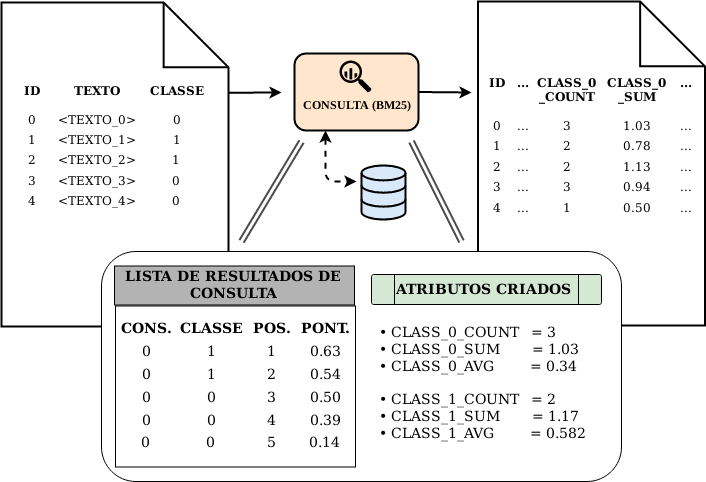 ID TEXTO CLASSE
0 <TEXTO_0> 0
1 <TEXTO_1> 1
2 <TEXTO_2> 1
3 <TEXTO_3> 0
4 <TEXTO_4> 0
CONSULTA (BM25)
ID ... CLASS_0 CLASS_0 ...
_COUNT _SUM
0 ... 3 1.03 ...
1 ... 2 0.78 ...
2 ... 2 1.13 ...
3 ... 3 0.94 ...
4 ... 1 0.50 ...
LISTA DE RESULTADOS DE
CONSULTA
CONS. CLASSE POS. PONT.
0 1 1 0.63
0 1 2 0.54
0 0 3 0.50
0 0 4 0.39
0 0 5 0.14
ATRIBUTOS CRIADOS
• CLASS_0_COUNT = 3
• CLASS_0_SUM = 1.03
• CLASS_0_AVG = 0.34
• CLASS_1_COUNT = 2
• CLASS_1_SUM = 1.17
• CLASS_1_AVG = 0.582